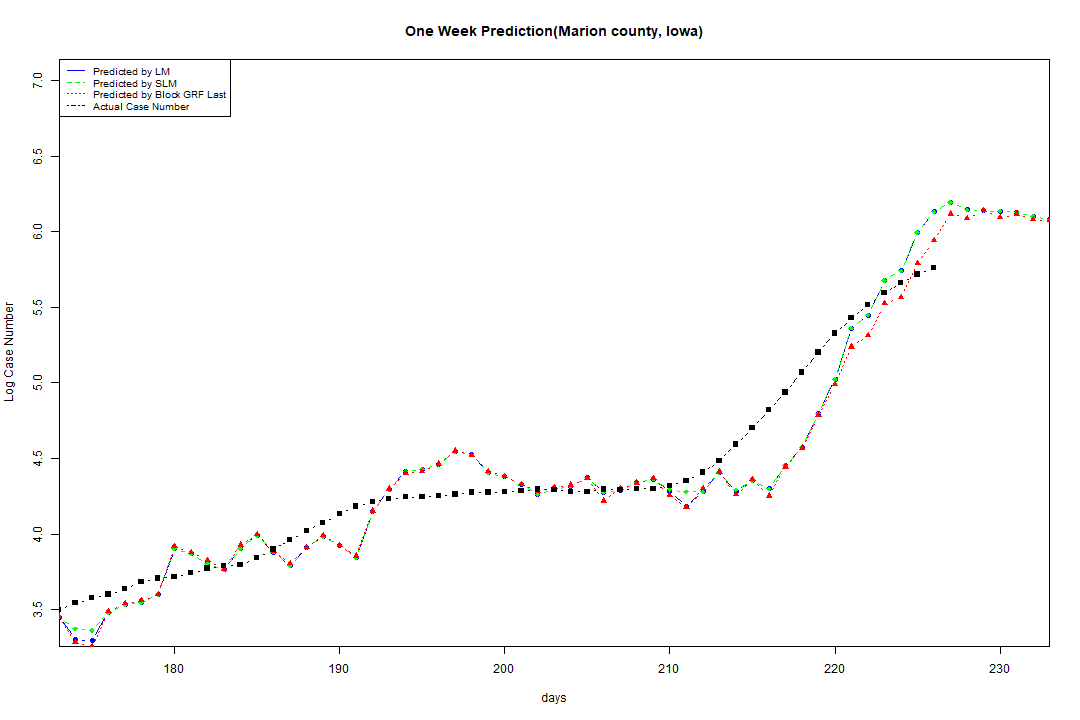 One Week Prediction(Marion county, Iowa)
Predicted by LM
Predicted by SLM
Predicted by Block GRF Last
Actual Case Number
7.0
6.5
6.0
5.5
5.0
4.5
4.0
3.5
Log Case Number
180 190 200 210 220 230
days